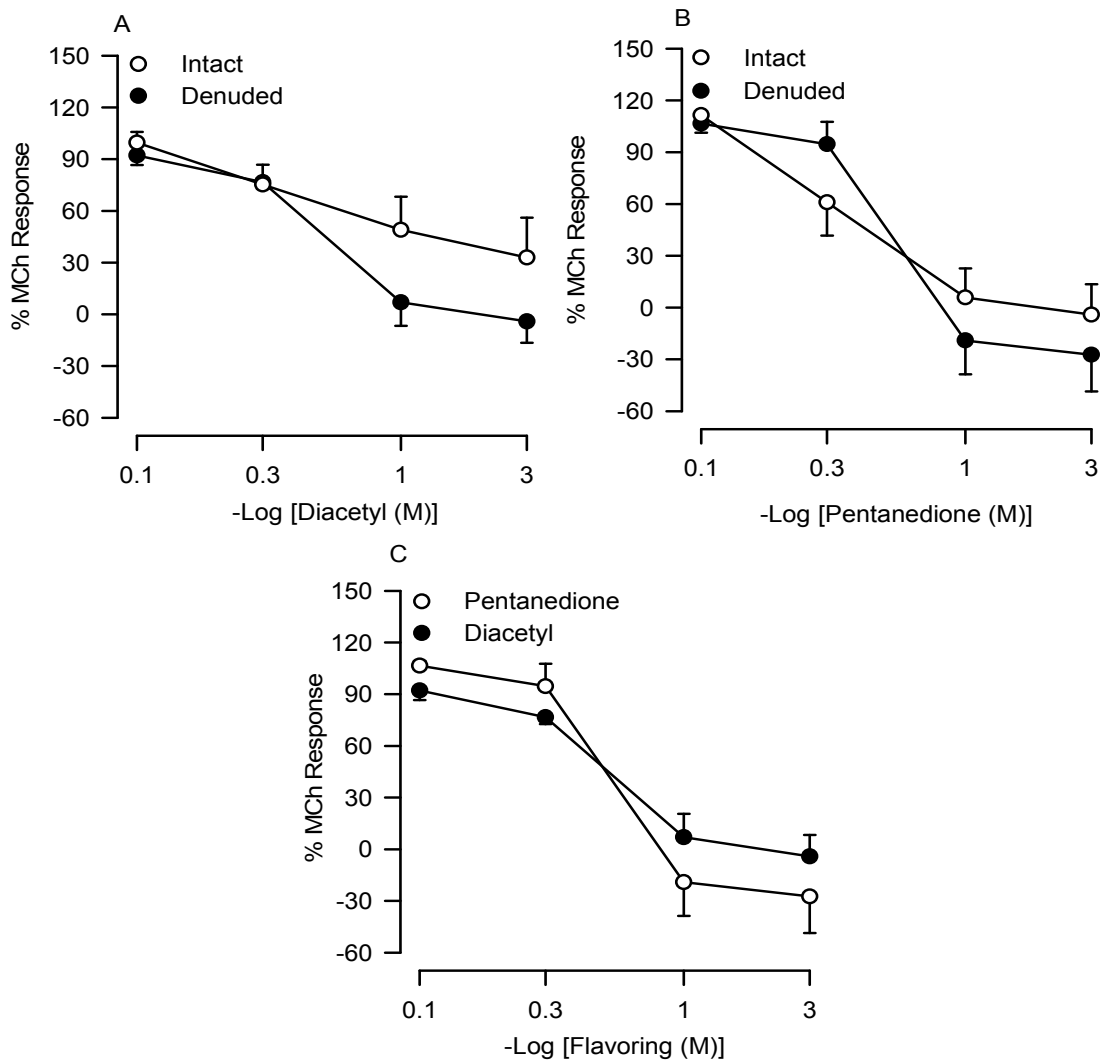 A
150
120
90
60
30
0
-30
-60
% MCh Response
Intact
Denuded
0.1 0.3 1 3
-Log [Diacetyl (M)]
B
150
120
90
60
30
0
-30
-60
% MCh Response
Intact
Denuded
0.1 0.3 1 3
-Log [Pentanedione (M)]
C
150
120
90
60
30
0
-30
-60
% MCh Response
Pentanedione
Diacetyl
0.1 0.3 1 3
-Log [Flavoring (M)]